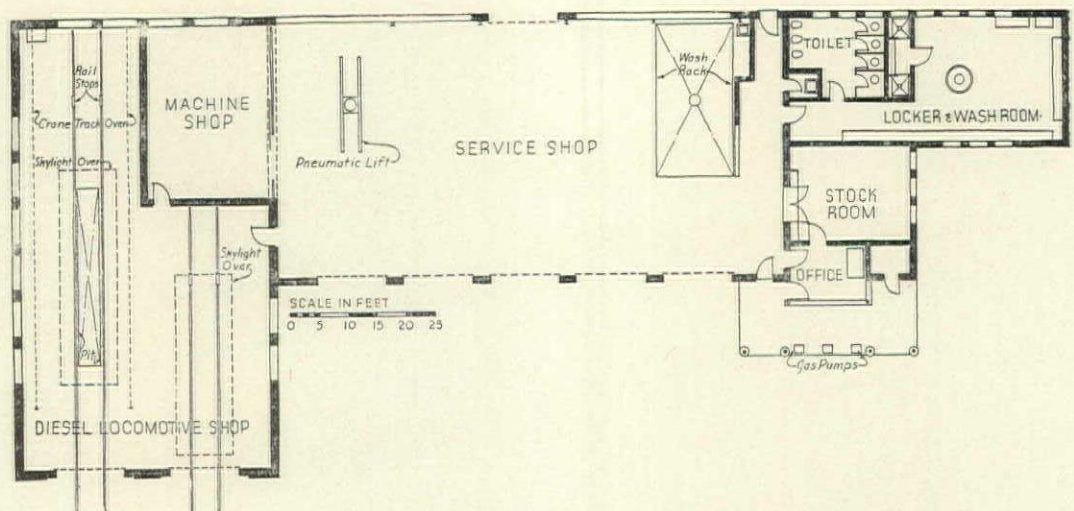 Rail
Stops
Crane Track Over
Skylight Over
MACHINE
SHOP
Pneumatic Lift
SERVICE SHOP
Wash
Rack
TOILET
LOCKER & WASH ROOM
STOCK
ROOM
OFFICE
Skylight
Over
SCALE IN FEET
0 5 10 15 20 25
Pit
Gas Pumps
DIESEL LOCOMOTIVE SHOP